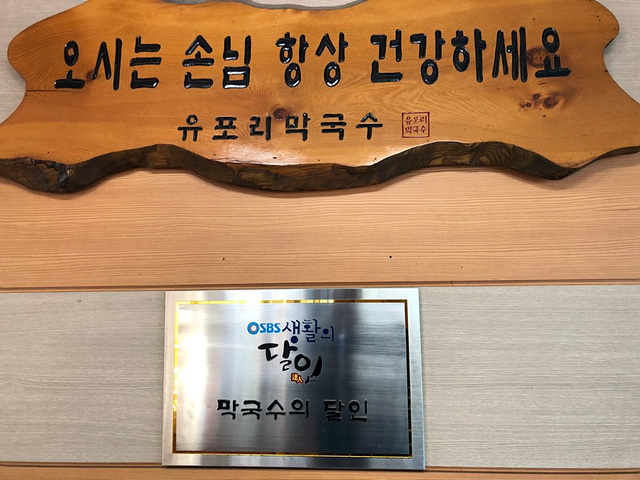 오시는 손님 항상 건강하세요
유포리막국수
유포리
막국수
SBS 생활의
달인
막국수의 달인